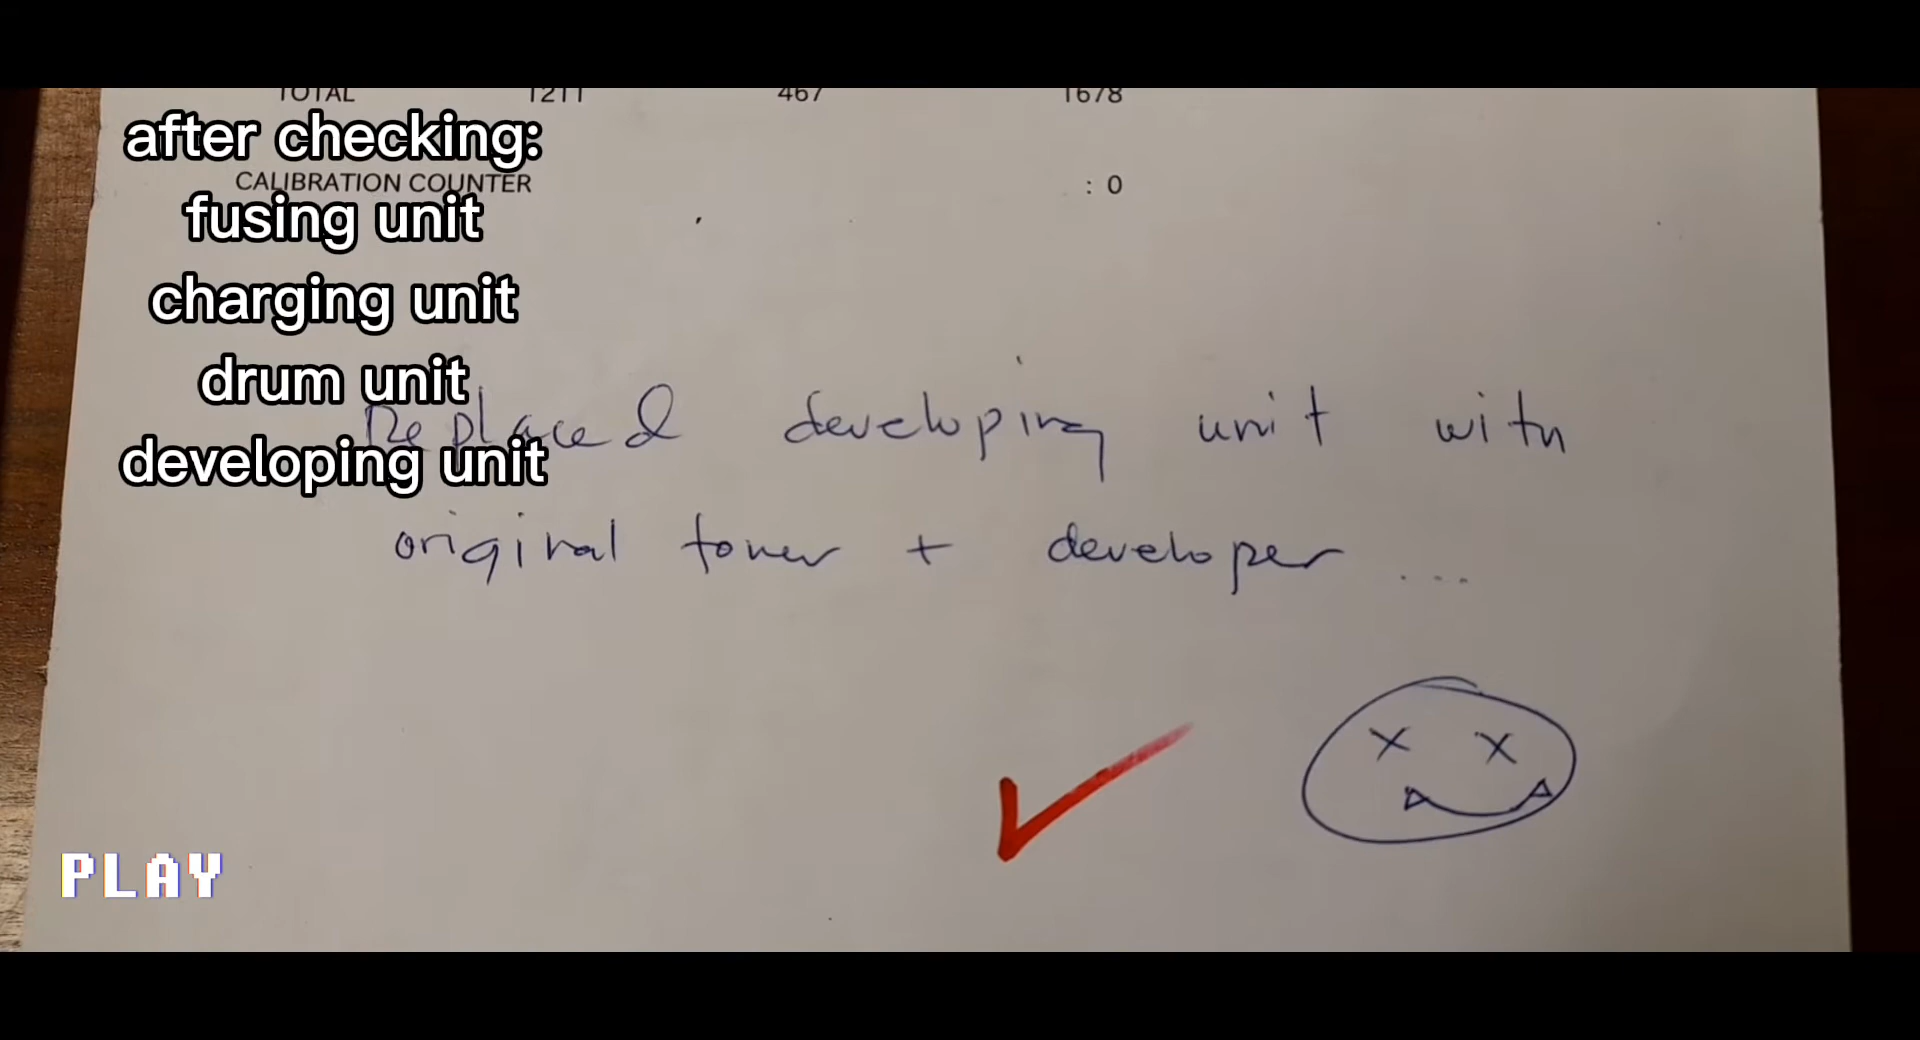 TOTAL 1211 467 1678
after checking:
CALIBRATION COUNTER : 0
fusing unit
charging unit
drum unit
Replaced developing unit with
developing unit
original toner + developer ....
PLAY